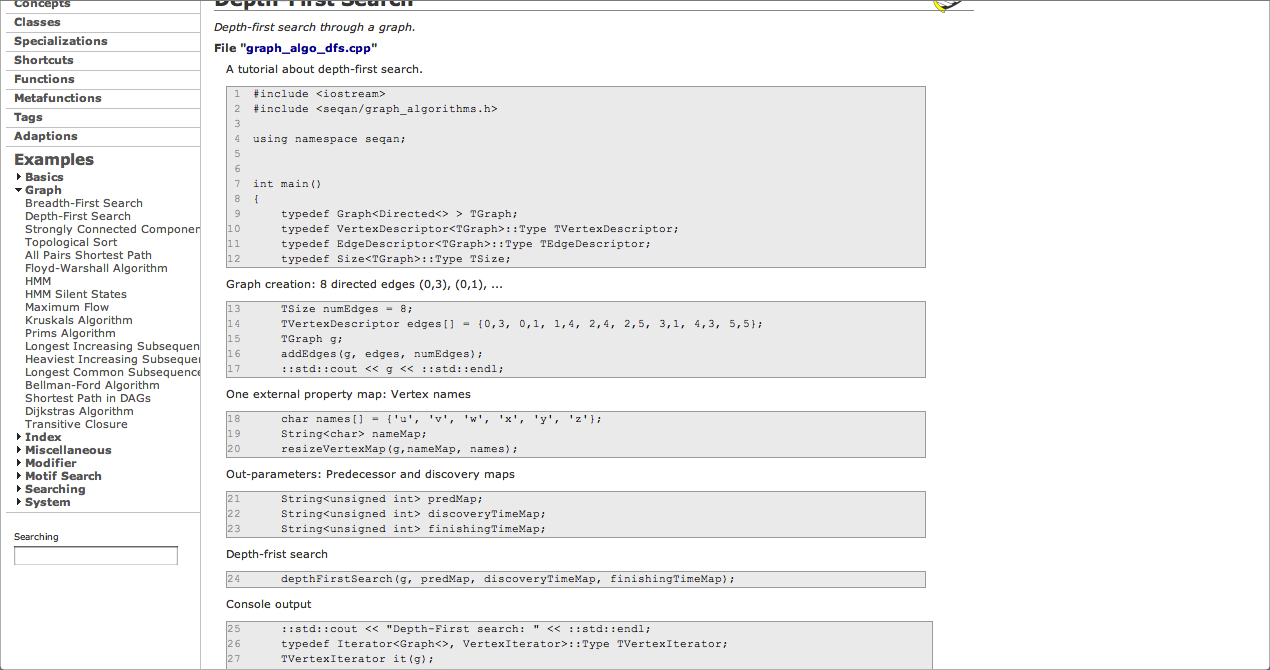 Concepts
Classes
Specializations
Shortcuts
Functions
Metafunctions
Tags
Adaptions
Examples
Basics
Graph
Breadth-First Search
Depth-First Search
Strongly Connected Componen
Topological Sort
All Pairs Shortest Path
Floyd-Warshall Algorithm
HMM
HMM Silent States
Maximum Flow
Kruskals Algorithm
Prims Algorithm
Longest Increasing Subsequen
Heaviest Increasing Subsequen
Longest Common Subsequence
Bellman-Ford Algorithm
Shortest Path in DAGs
Dijkstras Algorithm
Transitive Closure
Index
Miscellaneous
Modifier
Motif Search
Searching
System
Searching
Depth-First Search
Depth-first search through a graph.
File "graph_algo_dfs.cpp"
A tutorial about depth-first search.
1 #include <iostream>
2 #include <seqan/graph_algorithms.h>
3
4 using namespace seqan;
5
6
7 int main()
8 {
9 typedef Graph<Directed<> > TGraph;
10 typedef VertexDescriptor<TGraph>::Type TVertexDescriptor;
11 typedef EdgeDescriptor<TGraph>::Type TEdgeDescriptor;
12 typedef Size<TGraph>::Type TSize;
Graph creation: 8 directed edges (0,3), (0,1), ...
13 TSize numEdges = 8;
14 TVertexDescriptor edges[] = {0,3, 0,1, 1,4, 2,4, 2,5, 3,1, 4,3, 5,5};
15 TGraph g;
16 addEdges(g, edges, numEdges);
17 ::std::cout << g << ::std::endl;
One external property map: Vertex names
18 char names[] = {'u', 'v', 'w', 'x', 'y', 'z'};
19 String<char> nameMap;
20 resizeVertexMap(g,nameMap, names);
Out-parameters: Predecessor and discovery maps
21 String<unsigned int> predMap;
22 String<unsigned int> discoveryTimeMap;
23 String<unsigned int> finishingTimeMap;
Depth-frist search
24 depthFirstSearch(g, predMap, discoveryTimeMap, finishingTimeMap);
Console output
25 ::std::cout << "Depth-First search: " << ::std::endl;
26 typedef Iterator<Graph<>, VertexIterator>::Type TVertexIterator;
27 TVertexIterator it(g);